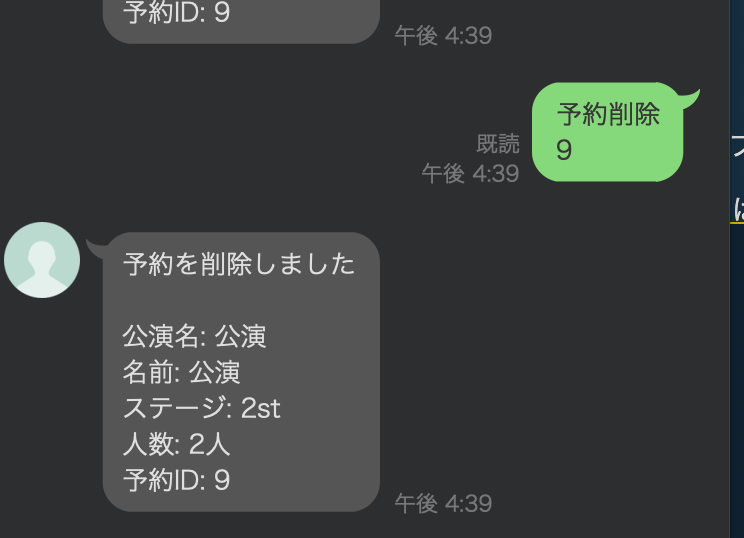 予約ID: 9
午後 4:39
予約削除
9
既読
午後 4:39
予約を削除しました
公演名: 公演
名前: 公演
ステージ: 2st
人数: 2人
予約ID: 9
午後 4:39